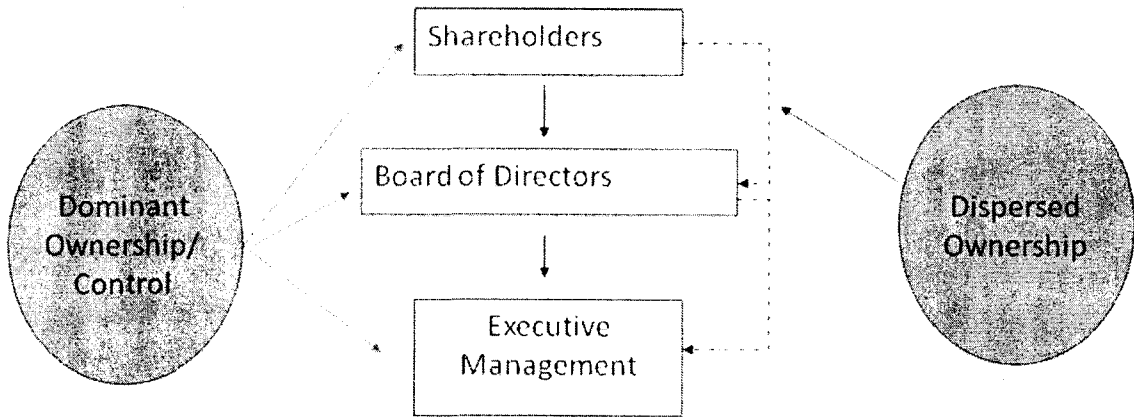 Shareholders
Board of Directors
Executive
Management
Dominant
Ownership/
Control
Dispersed
Ownership